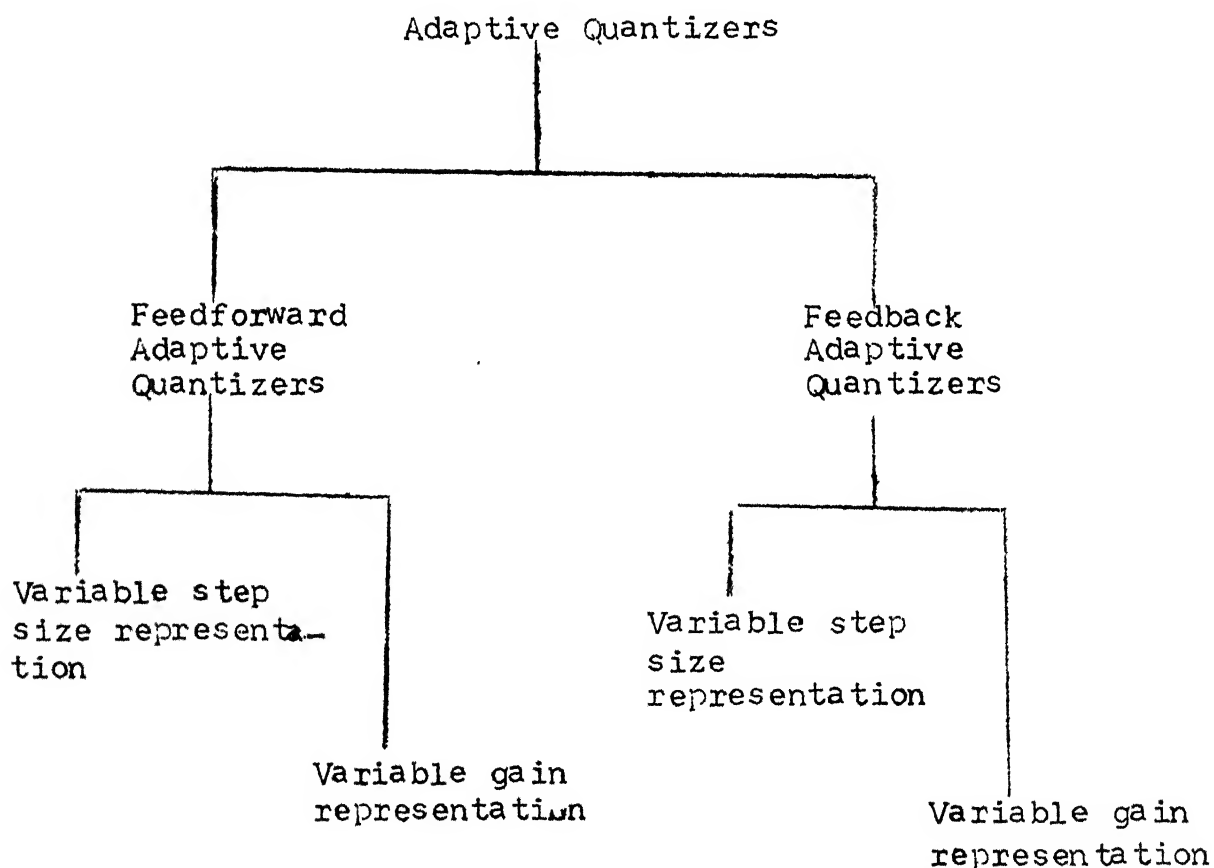 Adaptive Quantizers
Feedforward
Adaptive
Quantizers
Feedback
Adaptive
Quantizers
Variable step
size representa-
tion
Variable gain
representation
Variable step
size
representation
Variable gain
representation